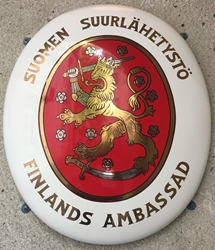 SUOMEN SUURLÄHETYSTÖ
FINLANDS AMBASSAD